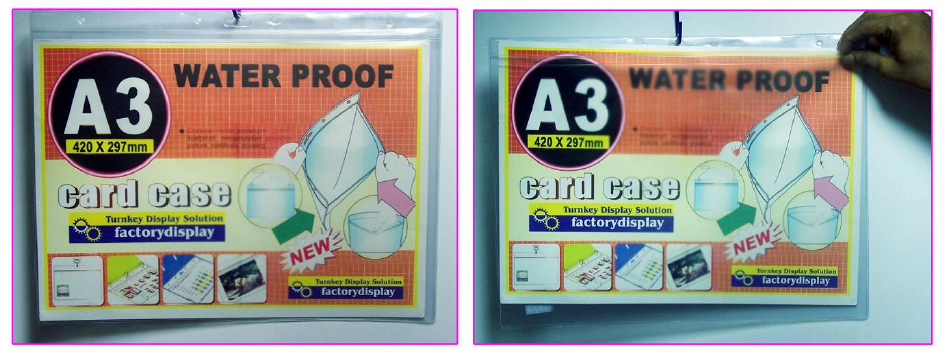 WATER PROOF
A3
420 X 297mm
card case
Turnkey Display Solution
factorydisplay
NEW
Turnkey Display Solution
factorydisplay
WATER PROOF
A3
420 X 297mm
card case
Turnkey Display Solution
factorydisplay
NEW
Turnkey Display Solution
factorydisplay